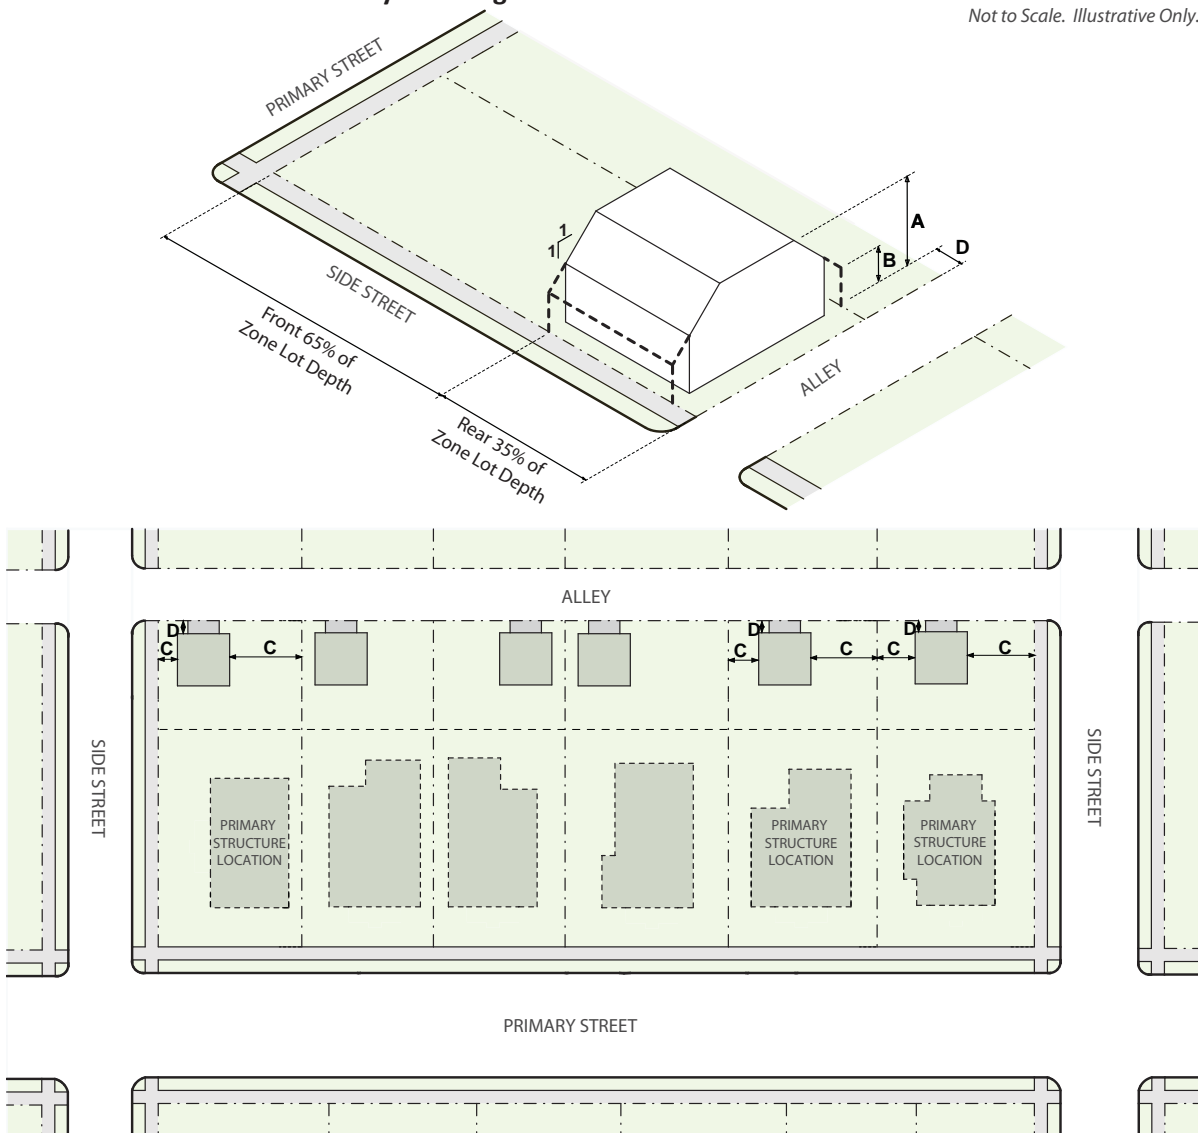 Not to Scale. Illustrative Only.
PRIMARY STREET
A
D
B
1
1
SIDE STREET
Front 65% of
Zone Lot Depth
ALLEY
Rear 35% of
Zone Lot Depth
ALLEY
D
C
C
D
C
C
D
C
C
SIDE STREET
SIDE STREET
PRIMARY
STRUCTURE
LOCATION
PRIMARY
STRUCTURE
LOCATION
PRIMARY
STRUCTURE
LOCATION
PRIMARY STREET